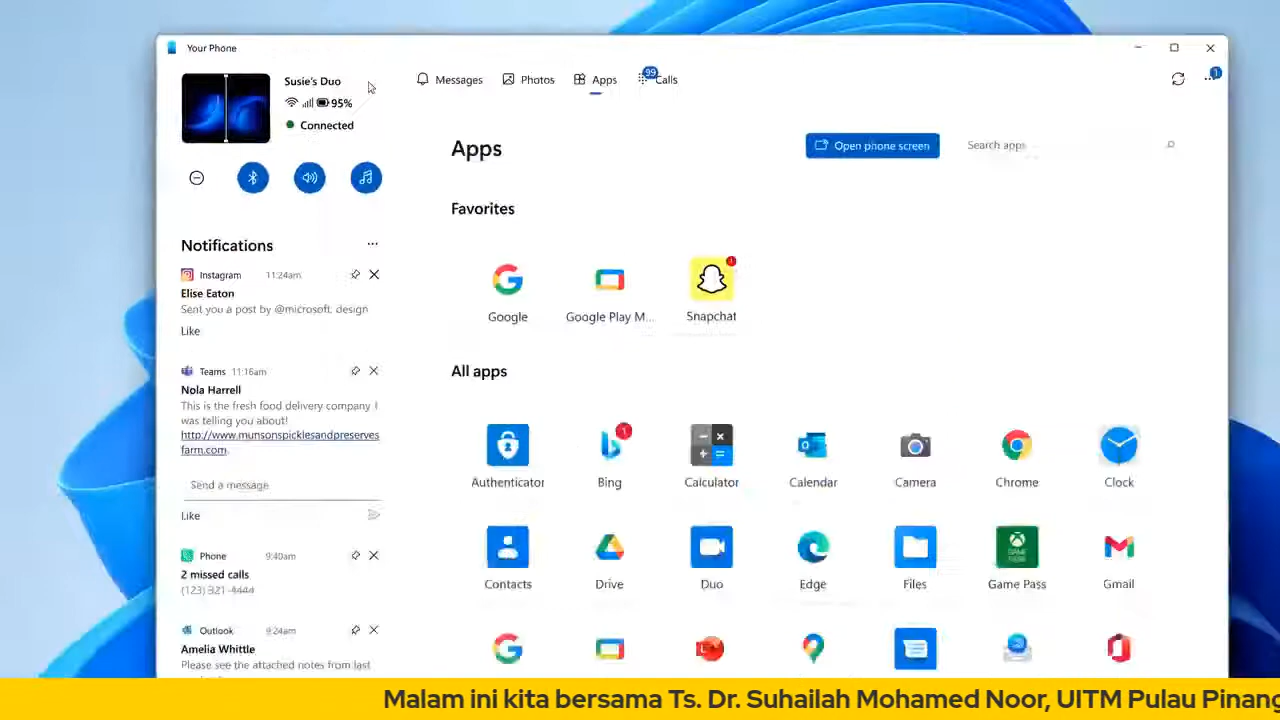 Your Phone
Susie's Duo
95%
Connected
Messages
Photos
Apps
99
Calls
1
Apps
Open phone screen
Search apps
Favorites
Google
Google Play M...
Snapchat
Notifications
Instagram 11:24am
Elise Eaton
Sent you a post by @microsoft. design
Like
Teams 11:16am
Nola Harrell
This is the fresh food delivery company I
was telling you about!
http://www.munsonspicklesandpreserves
farm.com
Send a message
Like
Phone 9:40am
2 missed calls
(123) 321-4444
Outlook 9:24am
Amelia Whittle
Please see the attached notes from last
All apps
1
Authenticator
Bing
Calculator
Calendar
Camera
Chrome
Clock
GAME PASS
Contacts
Drive
Duo
Edge
Files
Game Pass
Gmail
Malam ini kita bersama Ts. Dr. Suhailah Mohamed Noor, UITM Pulau Pinang